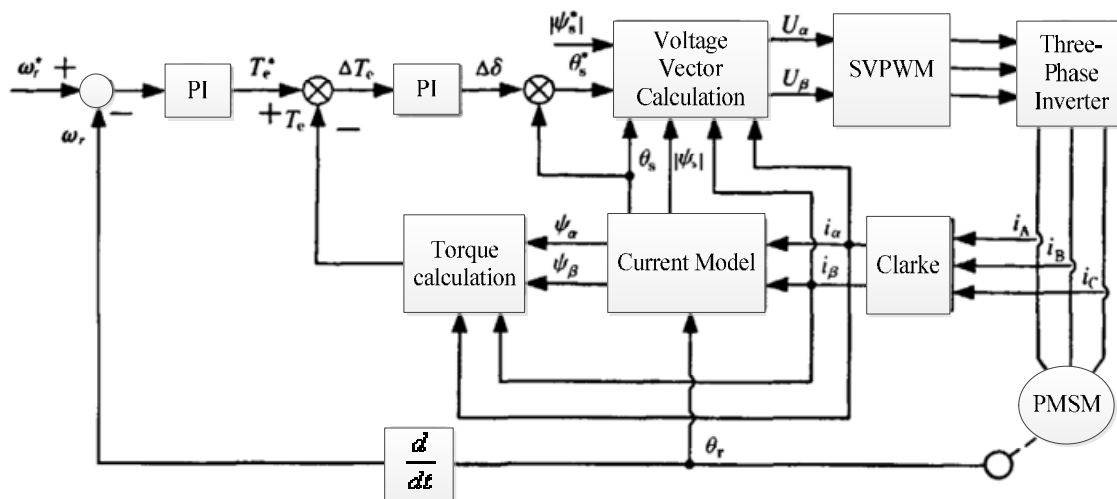 |ψs*|
ωr* +
−
ωr
PI
Te*
+ Te
−
ΔTe
PI
Δδ
θs*
Voltage
Vector
Calculation
Uα
Uβ
SVPWM
Three-
Phase
Inverter
θs
|ψs|
Torque
calculation
ψα
ψβ
Current Model
iα
iβ
Clarke
iA
iB
iC
PMSM
d
dt
θr